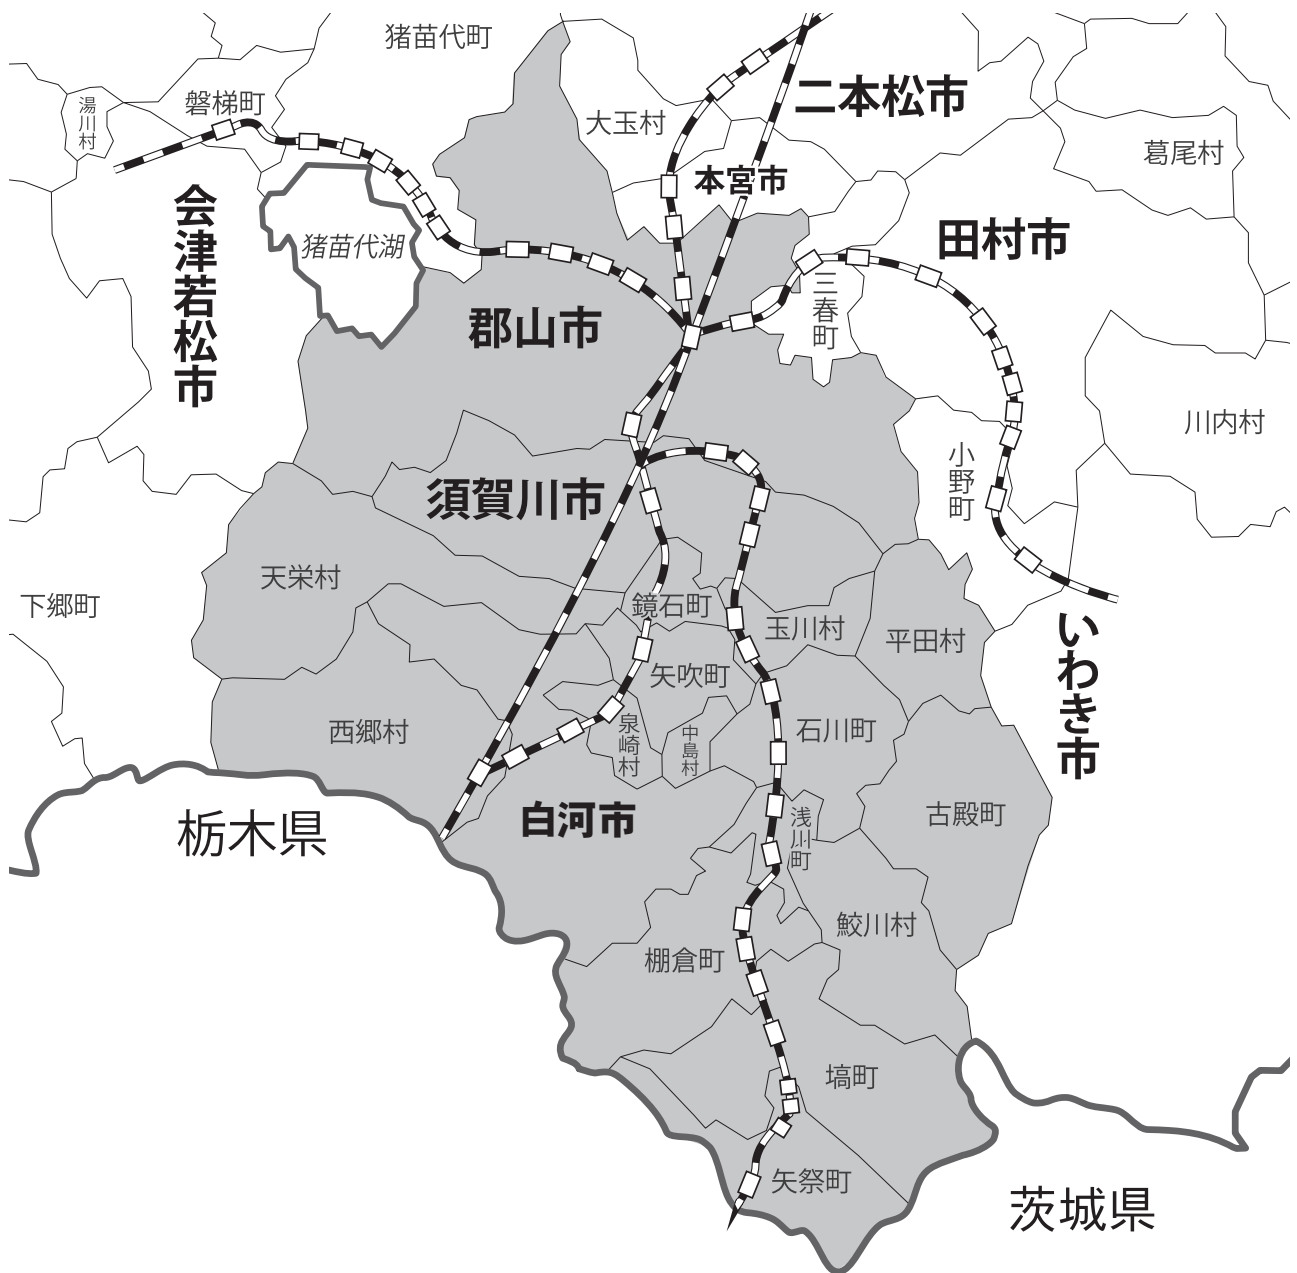 猪苗代町
二本松市
磐梯町
湯川村
大玉村
葛尾村
本宮市
会津若松市
猪苗代湖
田村市
三春町
郡山市
川内村
小野町
須賀川市
天栄村
下郷町
鏡石町
玉川村
平田村
いわき市
矢吹町
西郷村
泉崎村
中島村
石川町
古殿町
白河市
栃木県
浅川町
鮫川村
棚倉町
塙町
矢祭町
茨城県